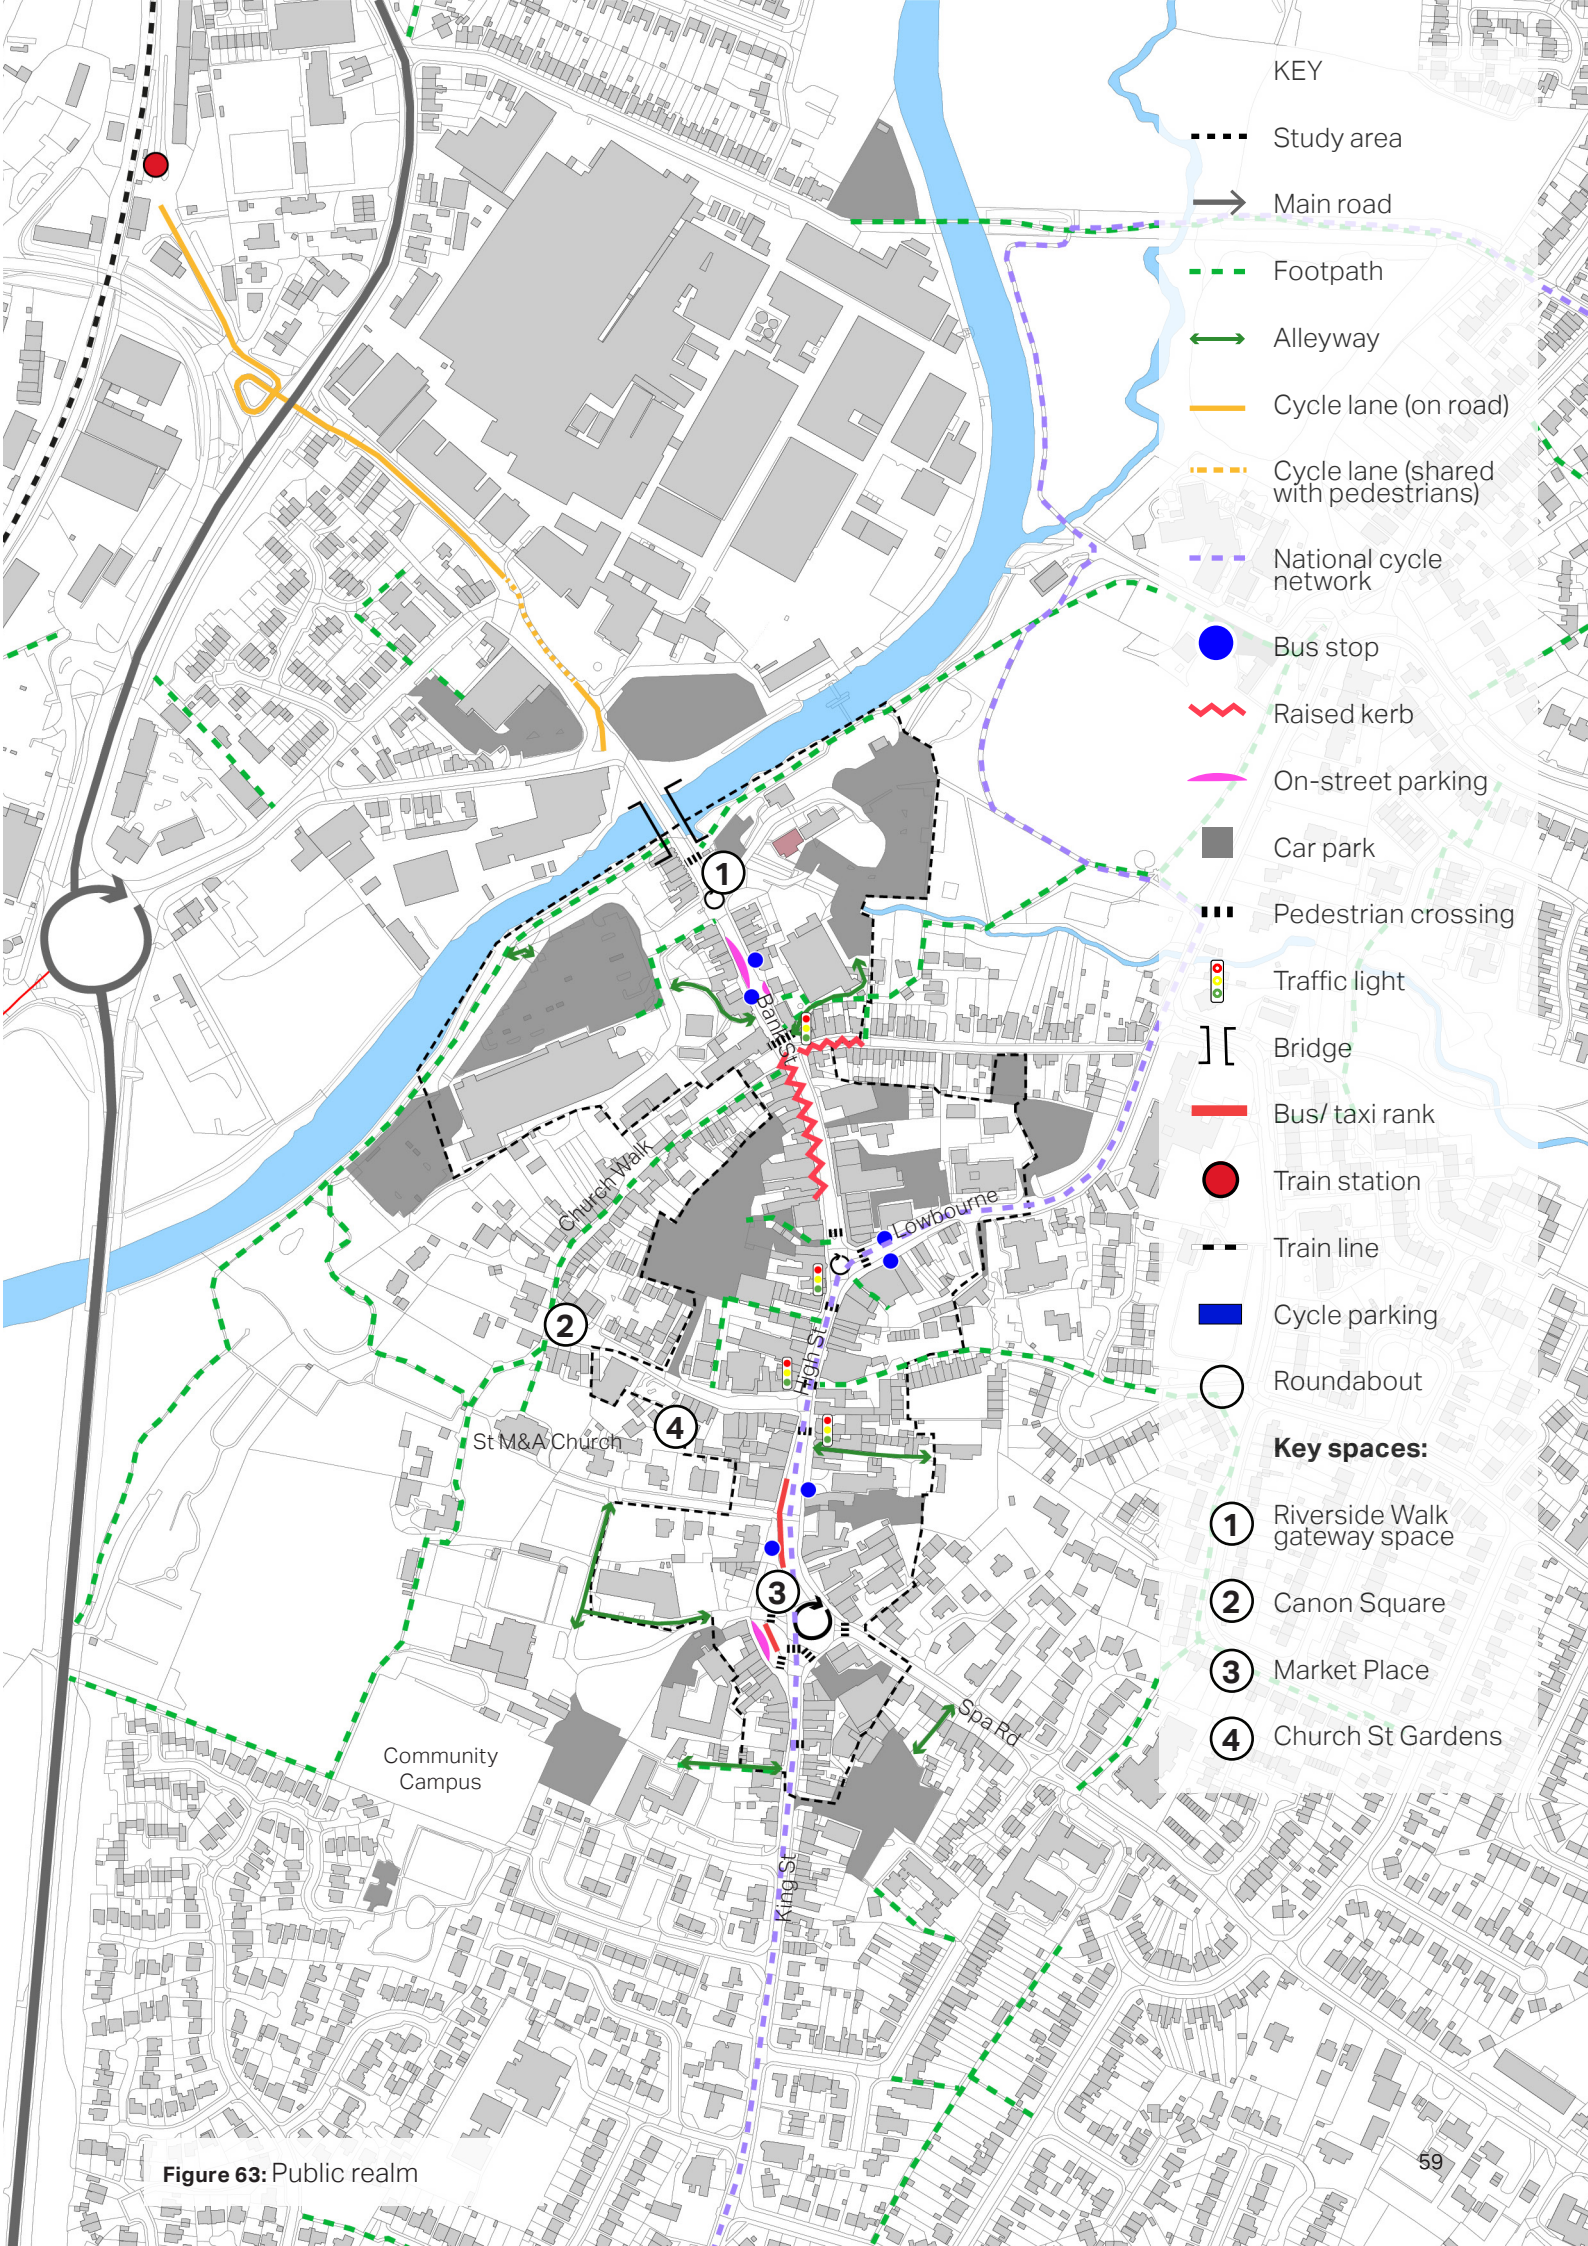 KEY
Study area
Main road
Footpath
Alleyway
Cycle lane (on road)
Cycle lane (shared
with pedestrians)
National cycle
network
Bus stop
Raised kerb
On-street parking
Car park
Pedestrian crossing
Traffic light
Bridge
Bus/ taxi rank
Train station
Train line
Cycle parking
Roundabout
Key spaces:
1 Riverside Walk
gateway space
2 Canon Square
3 Market Place
4 Church St Gardens
1
Bank St
Church Walk
Lowbourne
2
High St
4
St M&A Church
3
Spa Rd
Community
Campus
King St
Figure 63: Public realm
59